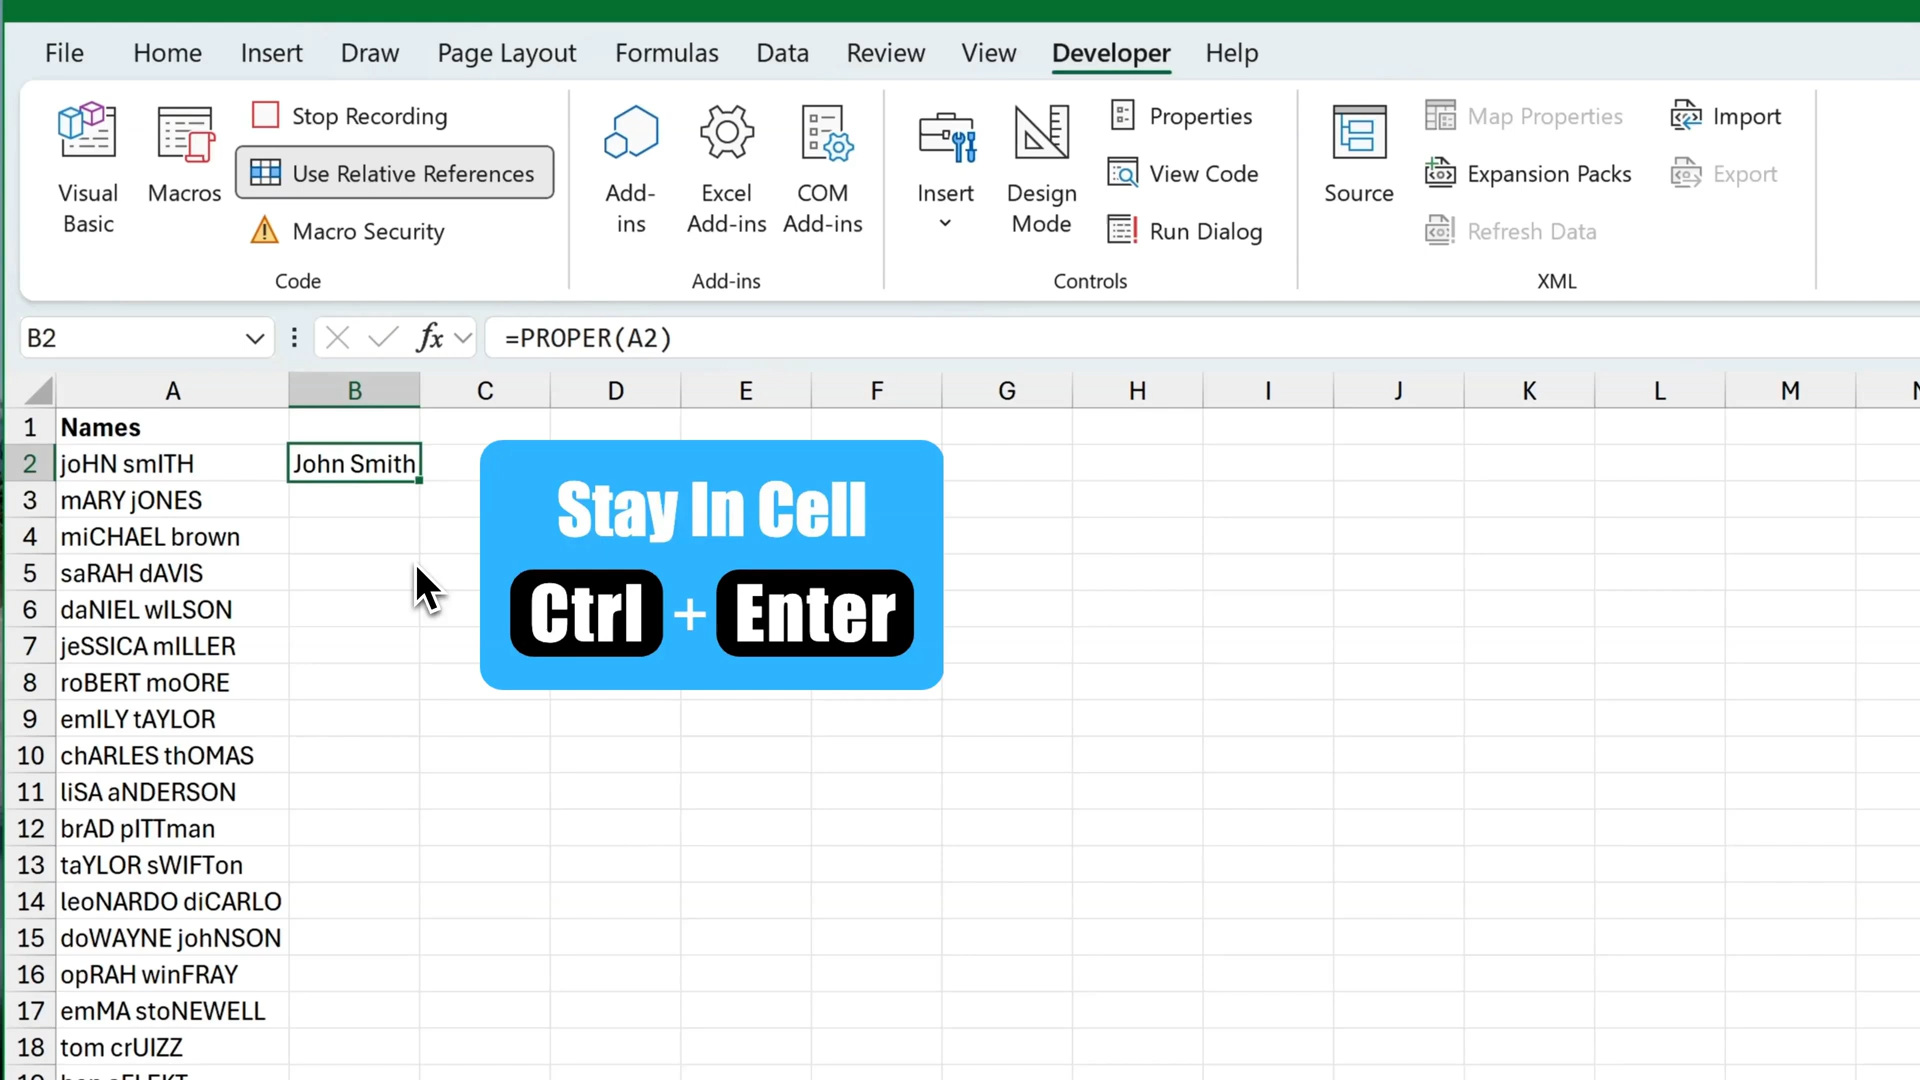 File Home Insert Draw Page Layout Formulas Data Review View Developer Help
Visual Basic
Macros
Stop Recording
Use Relative References
Macro Security
Code
Add-ins
Excel Add-ins
COM Add-ins
Add-ins
Insert
Design Mode
Properties
View Code
Run Dialog
Controls
Source
Map Properties
Expansion Packs
Refresh Data
Import
Export
XML
B2 fx =PROPER(A2)
A B C D E F G H I J K L M
1 Names
2 joHN smITH John Smith
3 mARY jONES
4 miCHAEL brown
5 saRAH dAVIS
6 daNIEL wILSON
7 jeSSICA mILLER
8 roBERT moORE
9 emILY tAYLOR
10 chARLES thOMAS
11 liSA aNDERSON
12 brAD pITTman
13 taYLOR sWIFTon
14 leoNARDO diCARLO
15 doWAYNE johNSON
16 opRAH winFRAY
17 emMA stoNEWELL
18 tom crUIZZ
Stay In Cell
Ctrl + Enter